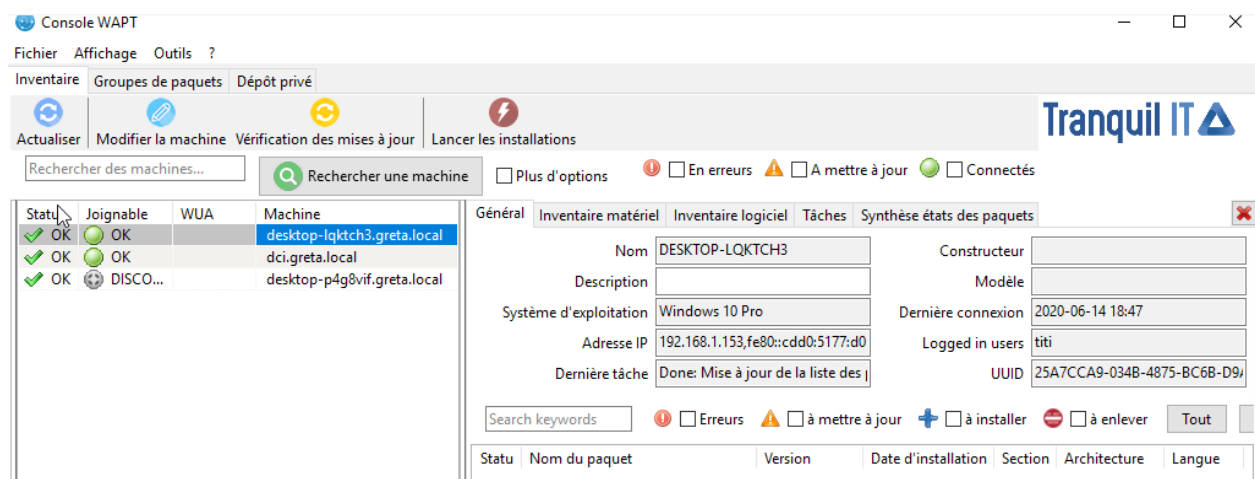 Console WAPT
Fichier Affichage Outils ?
Inventaire Groupes de paquets Dépôt privé
Actualiser Modifier la machine Vérification des mises à jour Lancer les installations
Tranquil IT
Rechercher des machines... Rechercher une machine Plus d'options En erreurs A mettre à jour Connectés
Statu Joignable WUA Machine
OK OK desktop-lqktch3.greta.local
OK OK dci.greta.local
OK DISCO... desktop-p4g8vif.greta.local
Général Inventaire matériel Inventaire logiciel Tâches Synthèse états des paquets
Nom DESKTOP-LQKTCH3 Constructeur
Description Modèle
Système d'exploitation Windows 10 Pro Dernière connexion 2020-06-14 18:47
Adresse IP 192.168.1.153,fe80::cdd0:5177:d0 Logged in users titi
Dernière tâche Done: Mise à jour de la liste des UUID 25A7CCA9-034B-4875-BC6B-D9
Search keywords Erreurs à mettre à jour à installer à enlever Tout
Statu Nom du paquet Version Date d'installation Section Architecture Langue